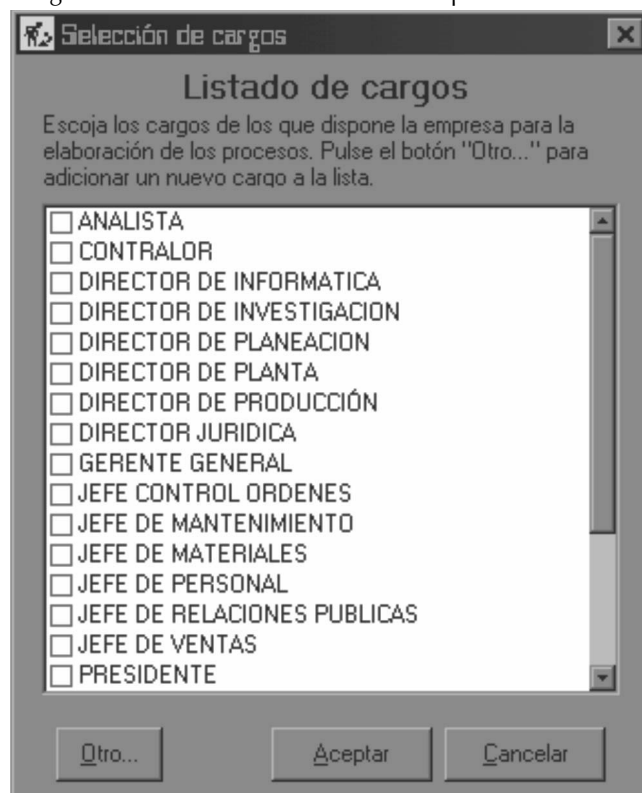 Selección de cargos
Listado de cargos
Escoja los cargos de los que dispone la empresa para la
elaboración de los procesos. Pulse el botón "Otro..." para
adicionar un nuevo cargo a la lista.
ANALISTA
CONTRALOR
DIRECTOR DE INFORMATICA
DIRECTOR DE INVESTIGACION
DIRECTOR DE PLANEACION
DIRECTOR DE PLANTA
DIRECTOR DE PRODUCCIÓN
DIRECTOR JURIDICA
GERENTE GENERAL
JEFE CONTROL ORDENES
JEFE DE MANTENIMIENTO
JEFE DE MATERIALES
JEFE DE PERSONAL
JEFE DE RELACIONES PUBLICAS
JEFE DE VENTAS
PRESIDENTE
Otro... Aceptar Cancelar